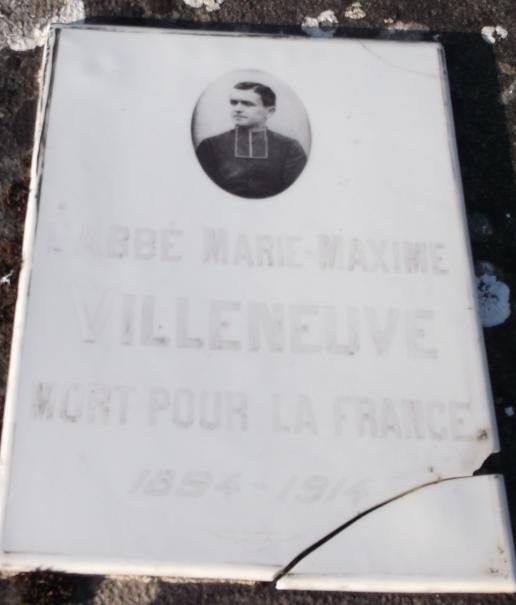 L'ABBÉ MARIE-MAXIME
VILLENEUVE
MORT POUR LA FRANCE
1894-1914